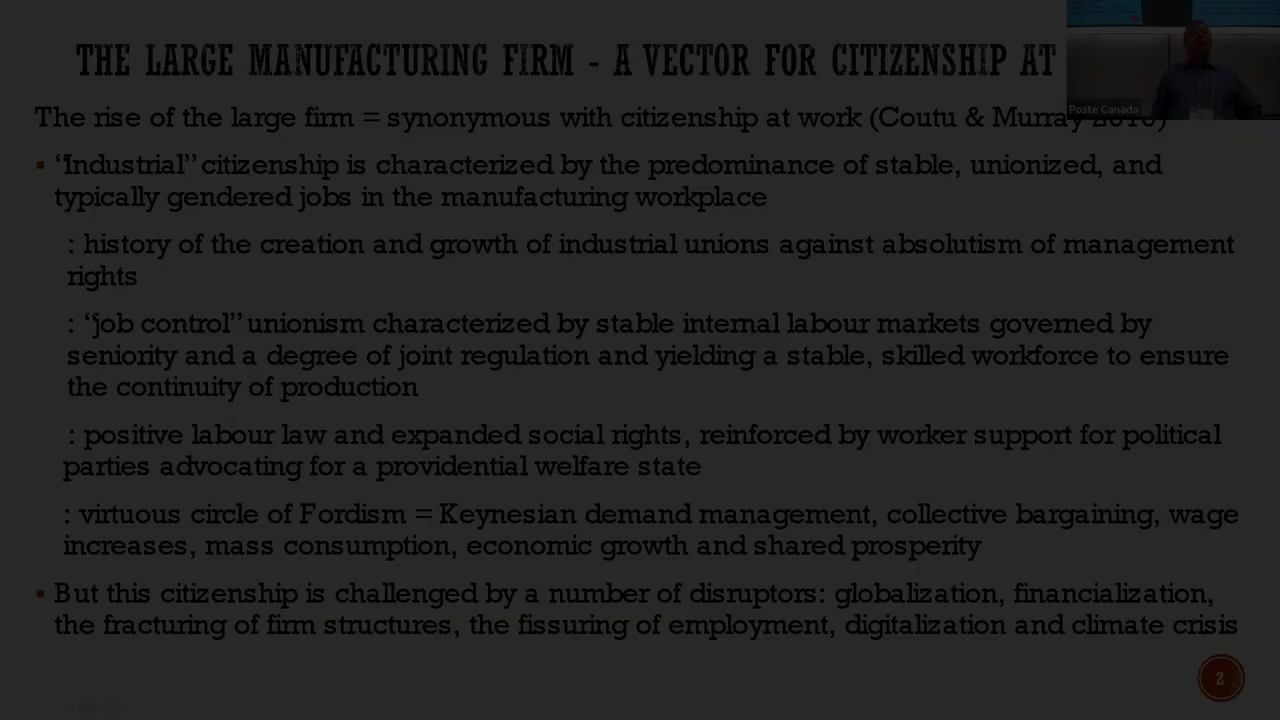 THE LARGE MANUFACTURING FIRM - A VECTOR FOR CITIZENSHIP AT
Poste Canada
The rise of the large firm = synonymous with citizenship at work (Coutu & Murray 2010)
▪ “Industrial” citizenship is characterized by the predominance of stable, unionized, and
typically gendered jobs in the manufacturing workplace
: history of the creation and growth of industrial unions against absolutism of management
rights
: “job control” unionism characterized by stable internal labour markets governed by
seniority and a degree of joint regulation and yielding a stable, skilled workforce to ensure
the continuity of production
: positive labour law and expanded social rights, reinforced by worker support for political
parties advocating for a providential welfare state
: virtuous circle of Fordism = Keynesian demand management, collective bargaining, wage
increases, mass consumption, economic growth and shared prosperity
▪ But this citizenship is challenged by a number of disruptors: globalization, financialization,
the fracturing of firm structures, the fissuring of employment, digitalization and climate crisis
2